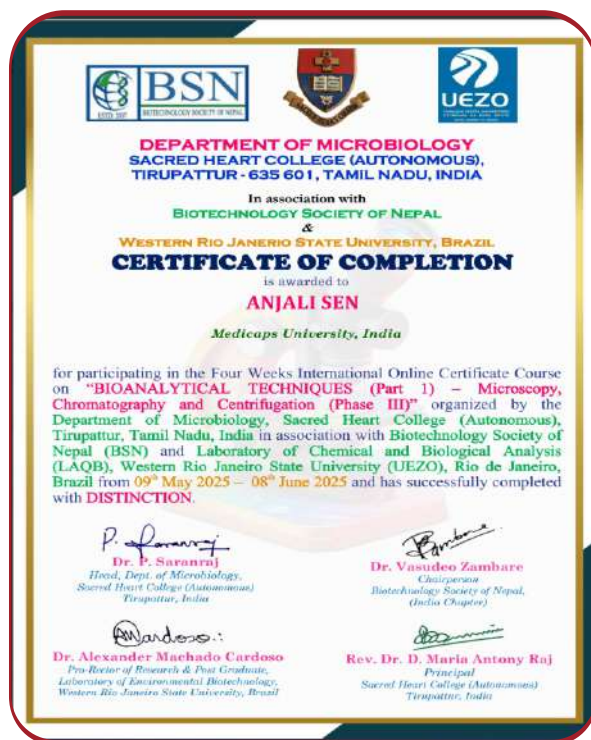 BSN
ESTD 2007
BIOTECHNOLOGY SOCIETY OF NEPAL
UEZO
DEPARTMENT OF MICROBIOLOGY
SACRED HEART COLLEGE (AUTONOMOUS),
TIRUPATTUR - 635 601, TAMIL NADU, INDIA
In association with
BIOTECHNOLOGY SOCIETY OF NEPAL
&
WESTERN RIO JANERIO STATE UNIVERSITY, BRAZIL
CERTIFICATE OF COMPLETION
is awarded to
ANJALI SEN
Medicaps University, India
for participating in the Four Weeks International Online Certificate Course
on "BIOANALYTICAL TECHNIQUES (Part 1) – Microscopy,
Chromatography and Centrifugation (Phase III)" organized by the
Department of Microbiology, Sacred Heart College (Autonomous),
Tirupattur, Tamil Nadu, India in association with Biotechnology Society of
Nepal (BSN) and Laboratory of Chemical and Biological Analysis
(LAQB), Western Rio Janeiro State University (UEZO), Rio de Janeiro,
Brazil from 09th May 2025 – 08th June 2025 and has successfully completed
with DISTINCTION.
P. Saranraj
Dr. P. Saranraj
Head, Dept. of Microbiology,
Sacred Heart College (Autonomous)
Tirupattur, India
Dr. Vasudeo Zambare
Chairperson
Biotechnology Society of Nepal,
(India Chapter)
Dr. Alexander Machado Cardoso
Pro-Rector of Research & Post Graduate,
Laboratory of Environmental Biotechnology,
Western Rio Janeiro State University, Brazil
Rev. Dr. D. Maria Antony Raj
Principal
Sacred Heart College (Autonomous)
Tirupattur, India